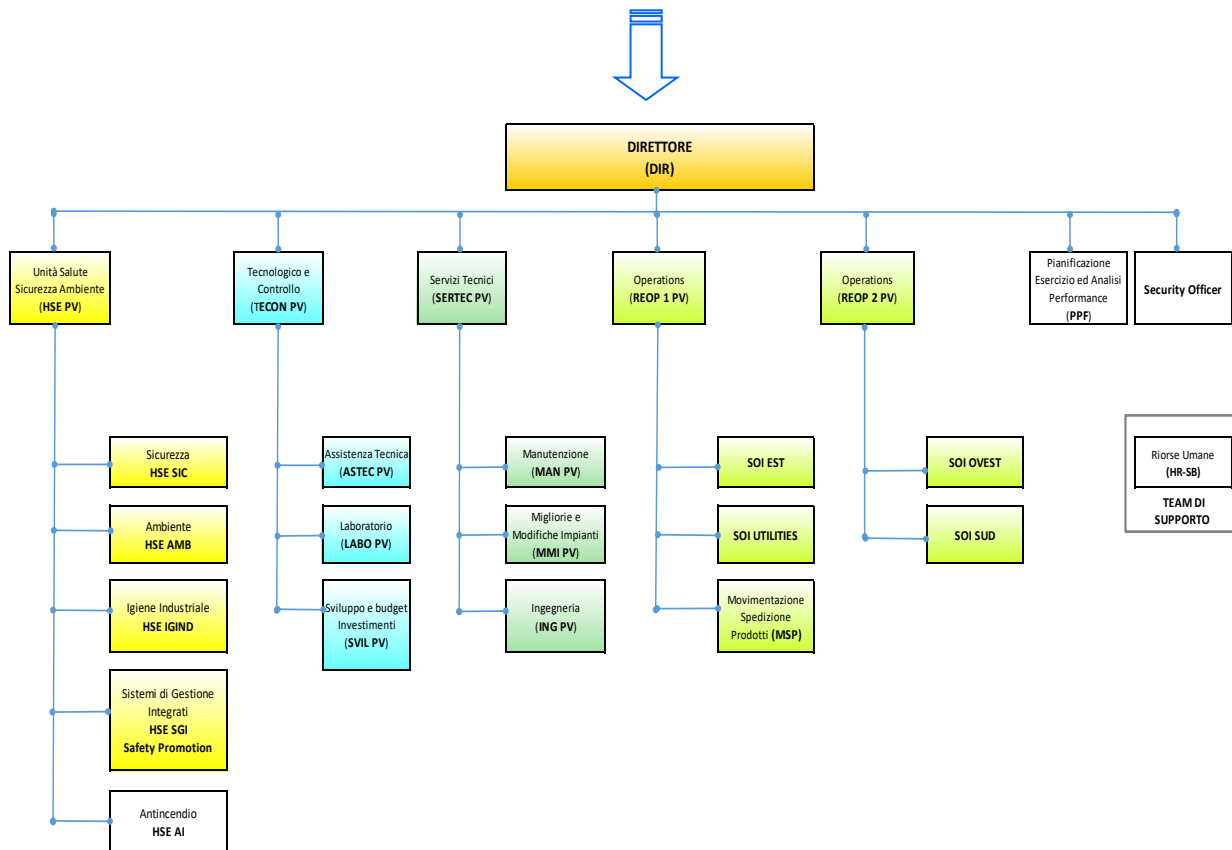 DIRETTORE
(DIR)
Unità Salute
Sicurezza Ambiente
(HSE PV)
Tecnologico e
Controllo
(TECON PV)
Servizi Tecnici
(SERTEC PV)
Operations
(REOP 1 PV)
Operations
(REOP 2 PV)
Pianificazione
Esercizio ed Analisi
Performance
(PPF)
Security Officer
Sicurezza
HSE SIC
Ambiente
HSE AMB
Igiene Industriale
HSE IGIND
Sistemi di Gestione
Integrati
HSE SGI
Safety Promotion
Antincendio
HSE AI
Assistenza Tecnica
(ASTEC PV)
Laboratorio
(LABO PV)
Sviluppo e budget
Investimenti
(SVIL PV)
Manutenzione
(MAN PV)
Migliorie e
Modifiche Impianti
(MMI PV)
Ingegneria
(ING PV)
SOI EST
SOI UTILITIES
Movimentazione
Spedizione
Prodotti (MSP)
SOI OVEST
SOI SUD
Riorse Umane
(HR-SB)
TEAM DI
SUPPORTO